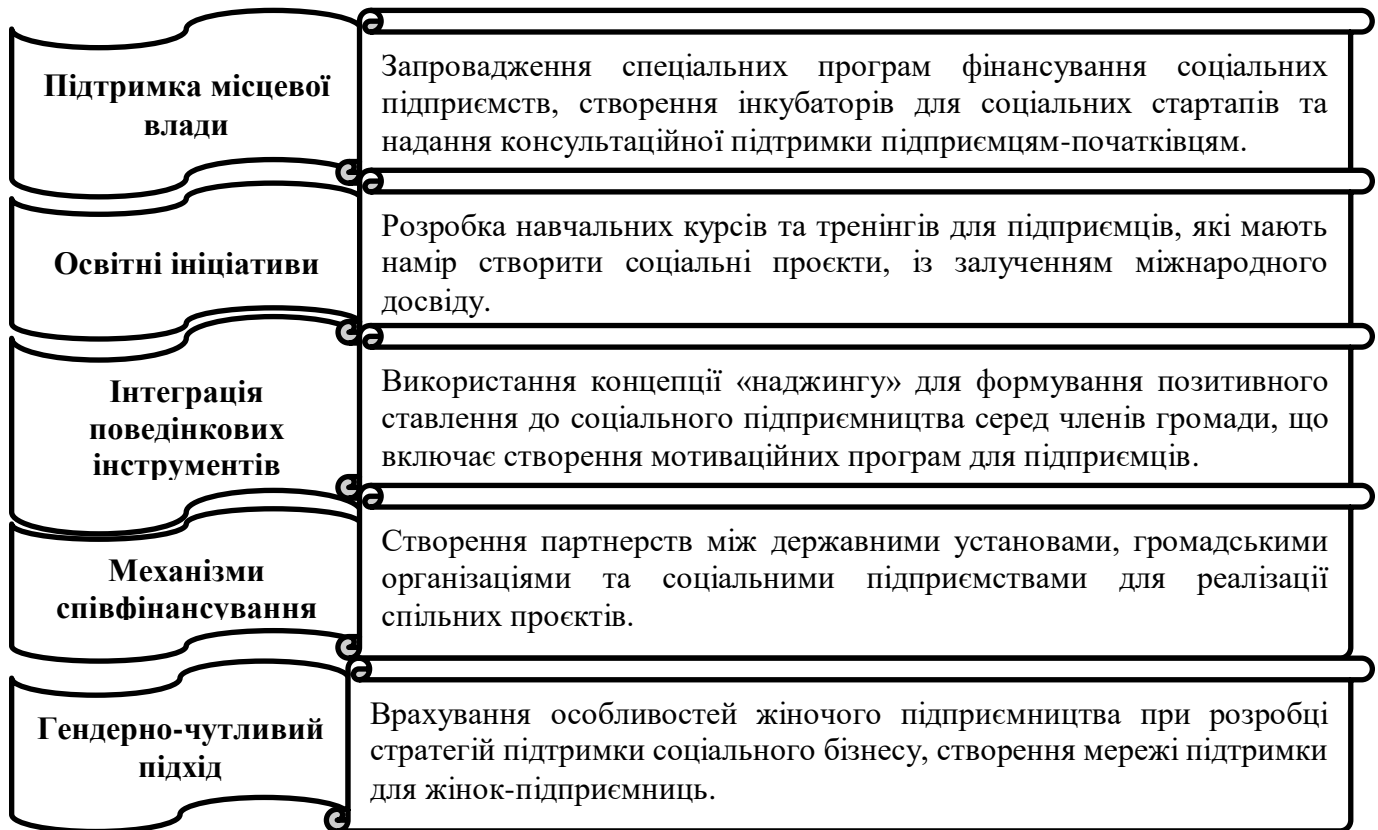 Підтримка місцевої
влади
Запровадження спеціальних програм фінансування соціальних
підприємств, створення інкубаторів для соціальних стартапів та
надання консультаційної підтримки підприємцям-початківцям.
Освітні ініціативи
Розробка навчальних курсів та тренінгів для підприємців, які мають
намір створити соціальні проєкти, із залученням міжнародного
досвіду.
Інтеграція
поведінкових
інструментів
Використання концепції «наджингу» для формування позитивного
ставлення до соціального підприємництва серед членів громади, що
включає створення мотиваційних програм для підприємців.
Механізми
співфінансування
Створення партнерств між державними установами, громадськими
організаціями та соціальними підприємствами для реалізації
спільних проєктів.
Гендерно-чутливий
підхід
Врахування особливостей жіночого підприємництва при розробці
стратегій підтримки соціального бізнесу, створення мережі підтримки
для жінок-підприємниць.